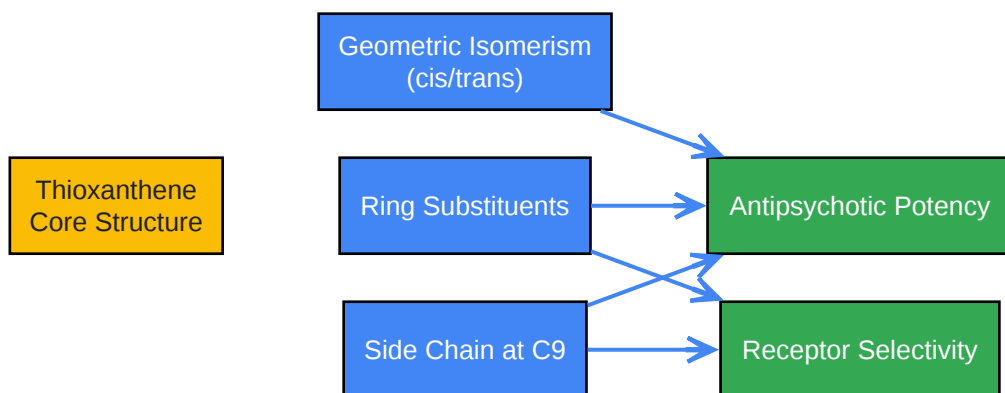 Geometric Isomerism
(cis/trans)
Thioxanthene
Core Structure
Ring Substituents
Antipsychotic Potency
Side Chain at C9
Receptor Selectivity